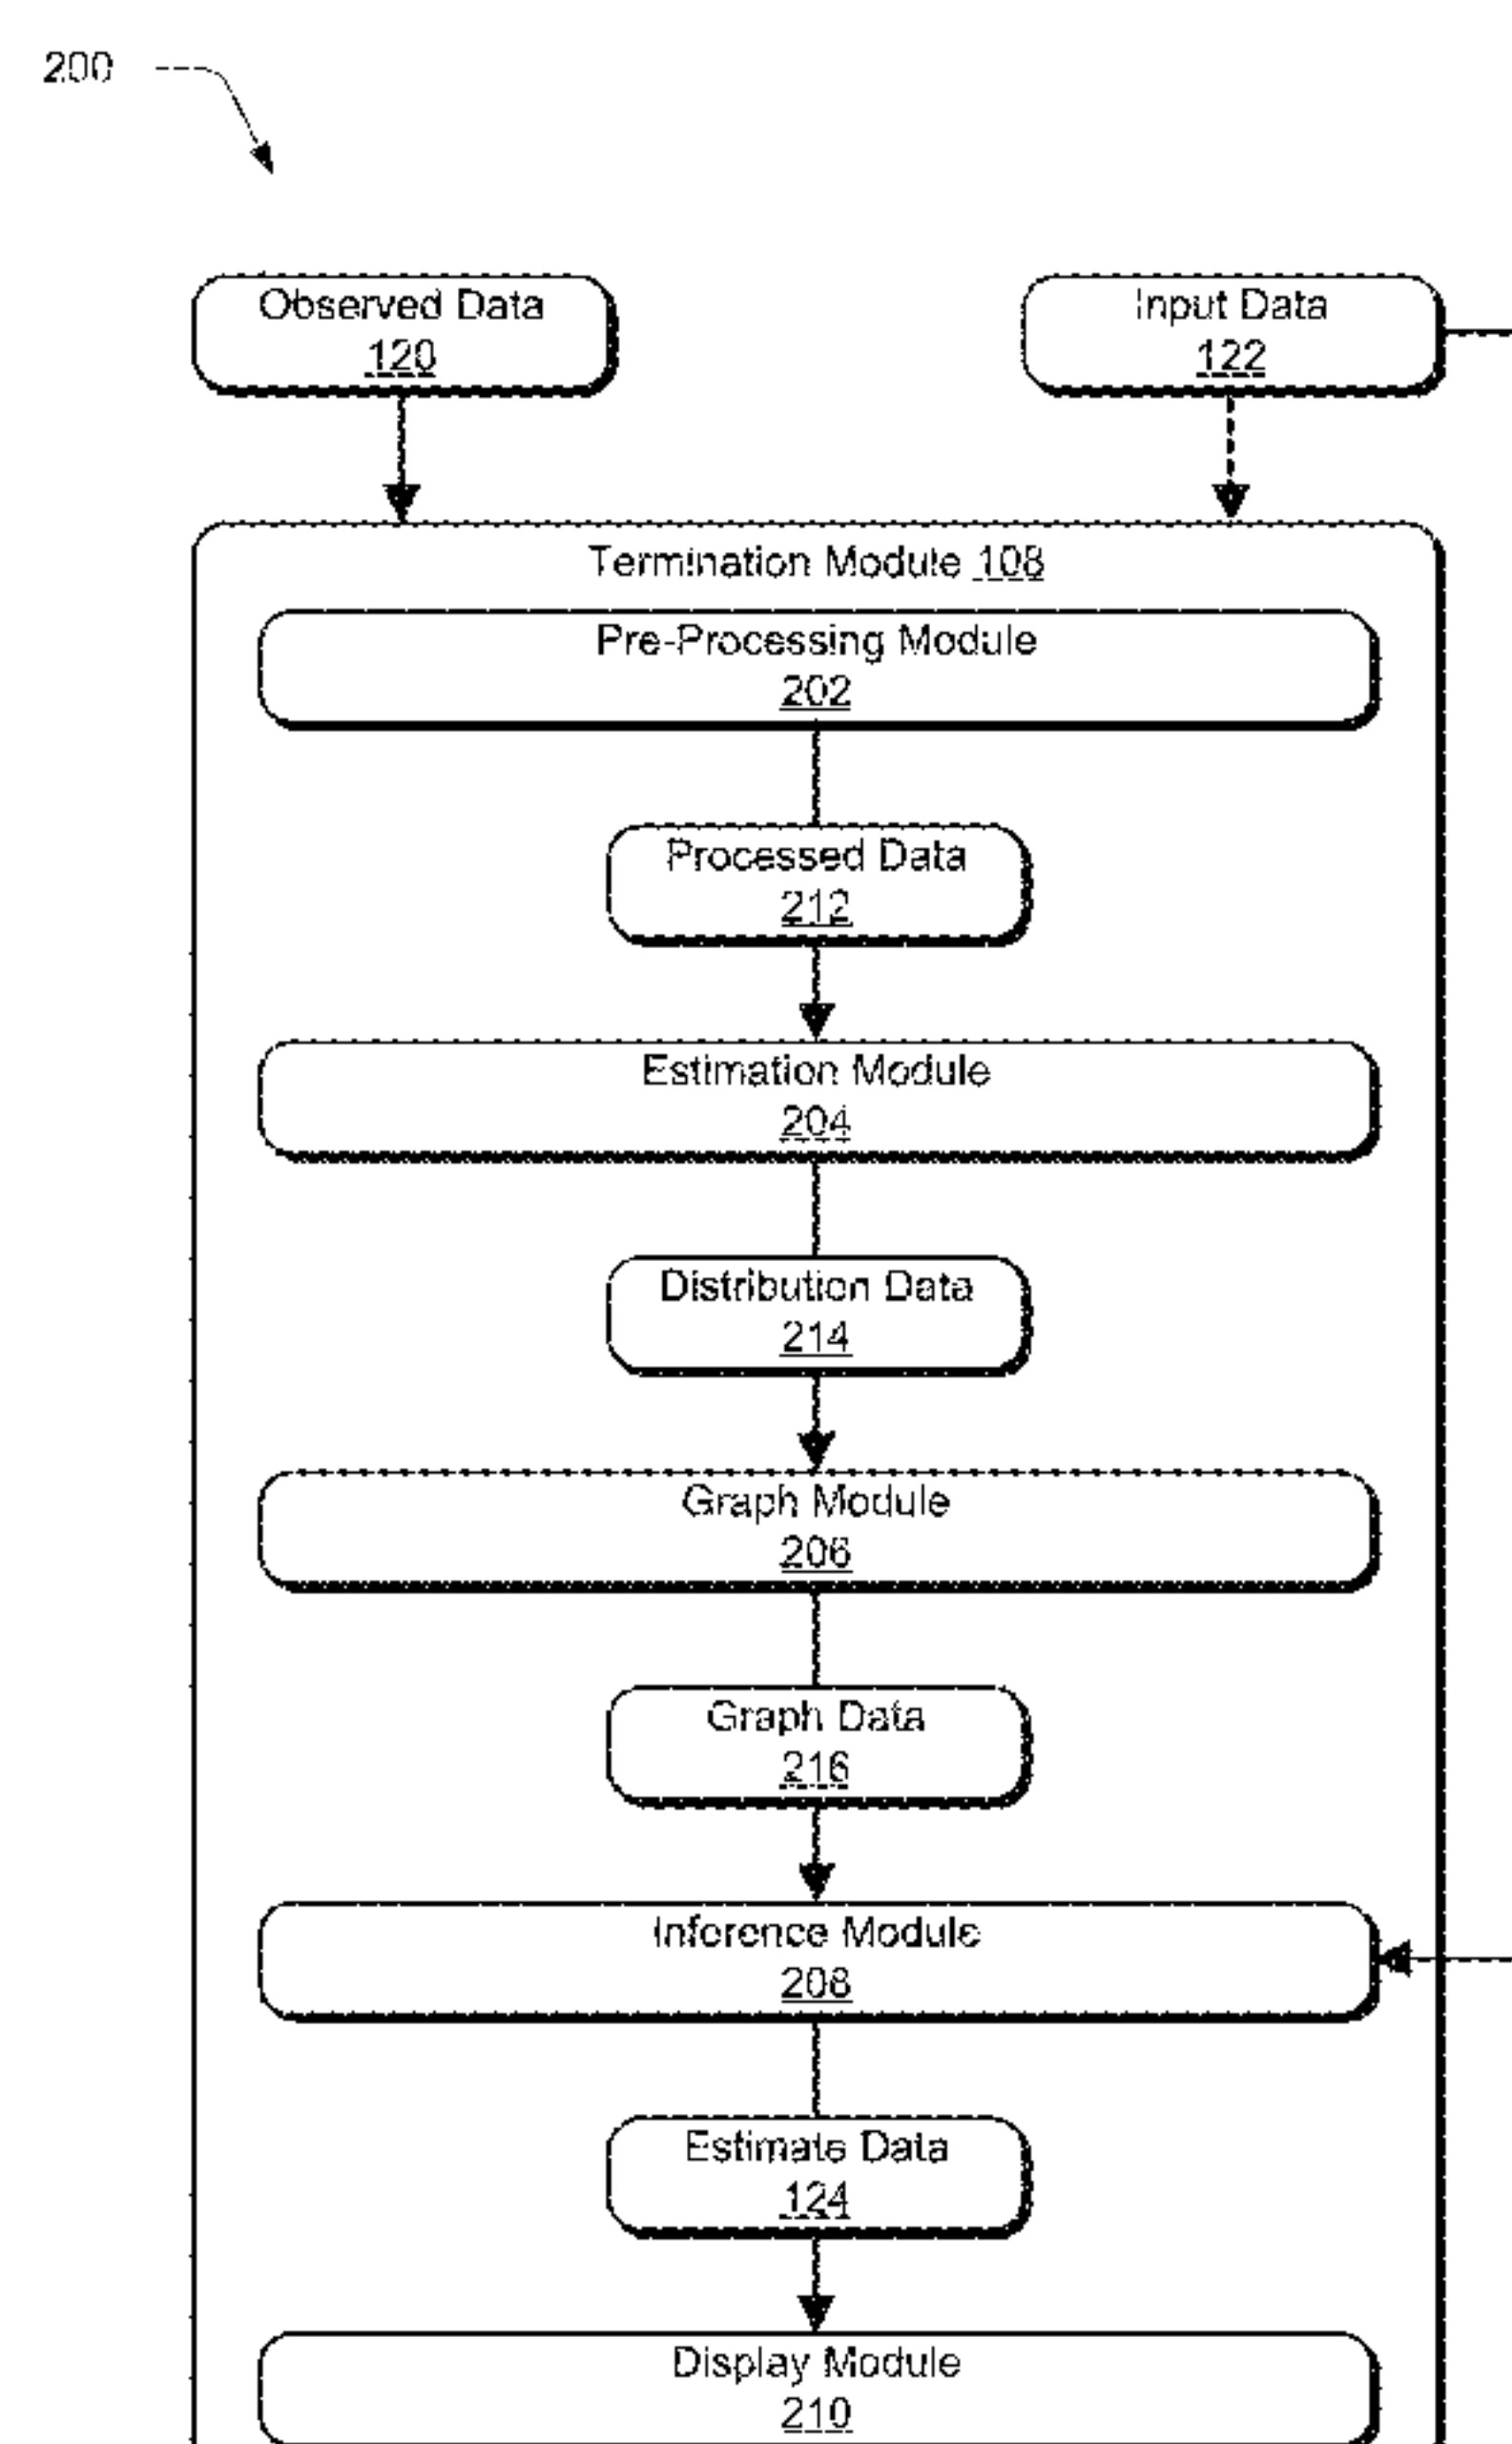 200
Observed Data
120
Input Data
122
Termination Module 108
Pre-Processing Module
202
Processed Data
212
Estimation Module
204
Distribution Data
214
Graph Module
206
Graph Data
216
Inference Module
208
Estimate Data
124
Display Module
210